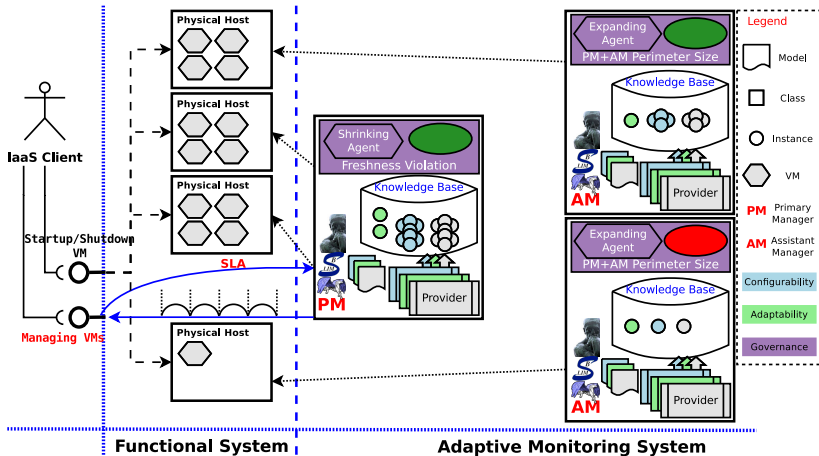 Physical Host
Physical Host
Physical Host
Physical Host
IaaS Client
Startup/Shutdown
VM
Managing VMs
SLA
Shrinking
Agent
Freshness Violation
Knowledge Base
PM
Provider
Expanding
Agent
PM+AM Perimeter Size
Knowledge Base
AM
Provider
Expanding
Agent
PM+AM Perimeter Size
Knowledge Base
AM
Provider
Legend
Model
Class
Instance
VM
PM Primary
Manager
AM Assistant
Manager
Configurability
Adaptability
Governance
Functional System
Adaptive Monitoring System